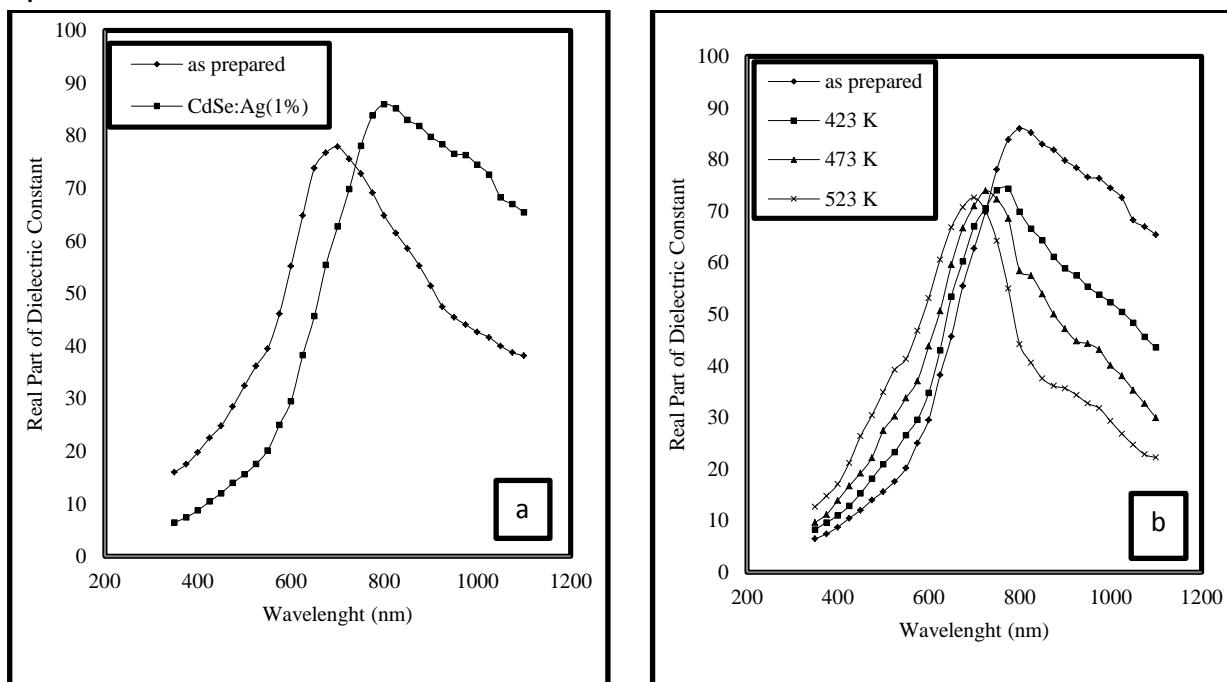 100
90
80
70
60
50
40
30
20
10
0
Real Part of Dielectric Constant
as prepared
CdSe:Ag(1%)
a
200 400 600 800 1000 1200
Wavelenght (nm)
100
90
80
70
60
50
40
30
20
10
0
Real Part of Dielectric Constant
as prepared
423 K
473 K
523 K
b
200 400 600 800 1000 1200
Wavelenght (nm)